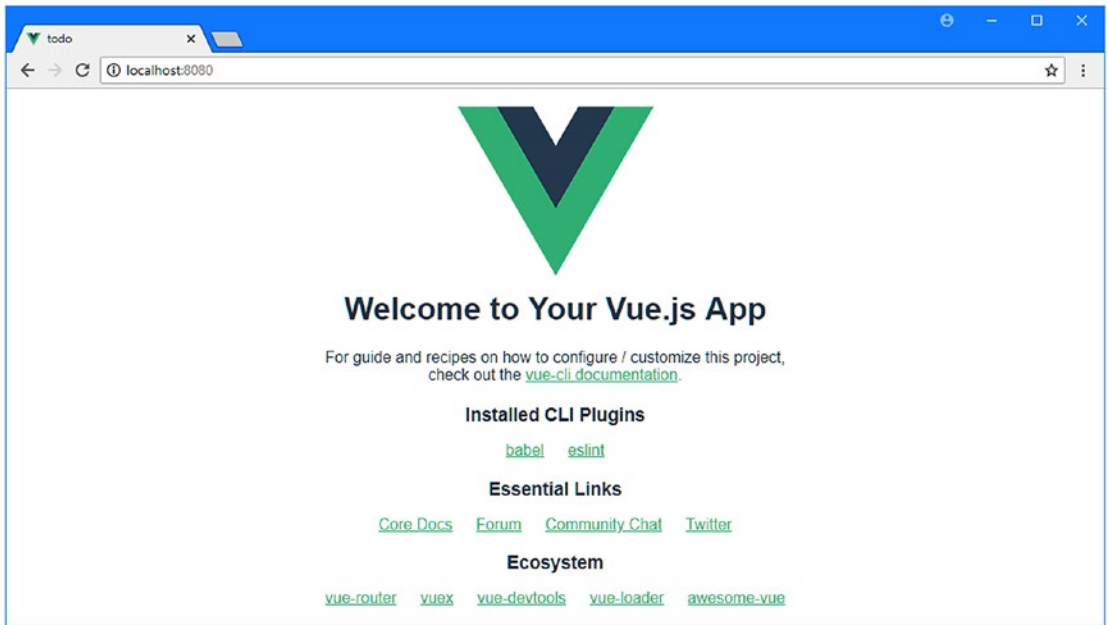 todo
localhost:8080
Welcome to Your Vue.js App
For guide and recipes on how to configure / customize this project,
check out the vue-cli documentation.
Installed CLI Plugins
babel eslint
Essential Links
Core Docs Forum Community Chat Twitter
Ecosystem
vue-router vuex vue-devtools vue-loader awesome-vue